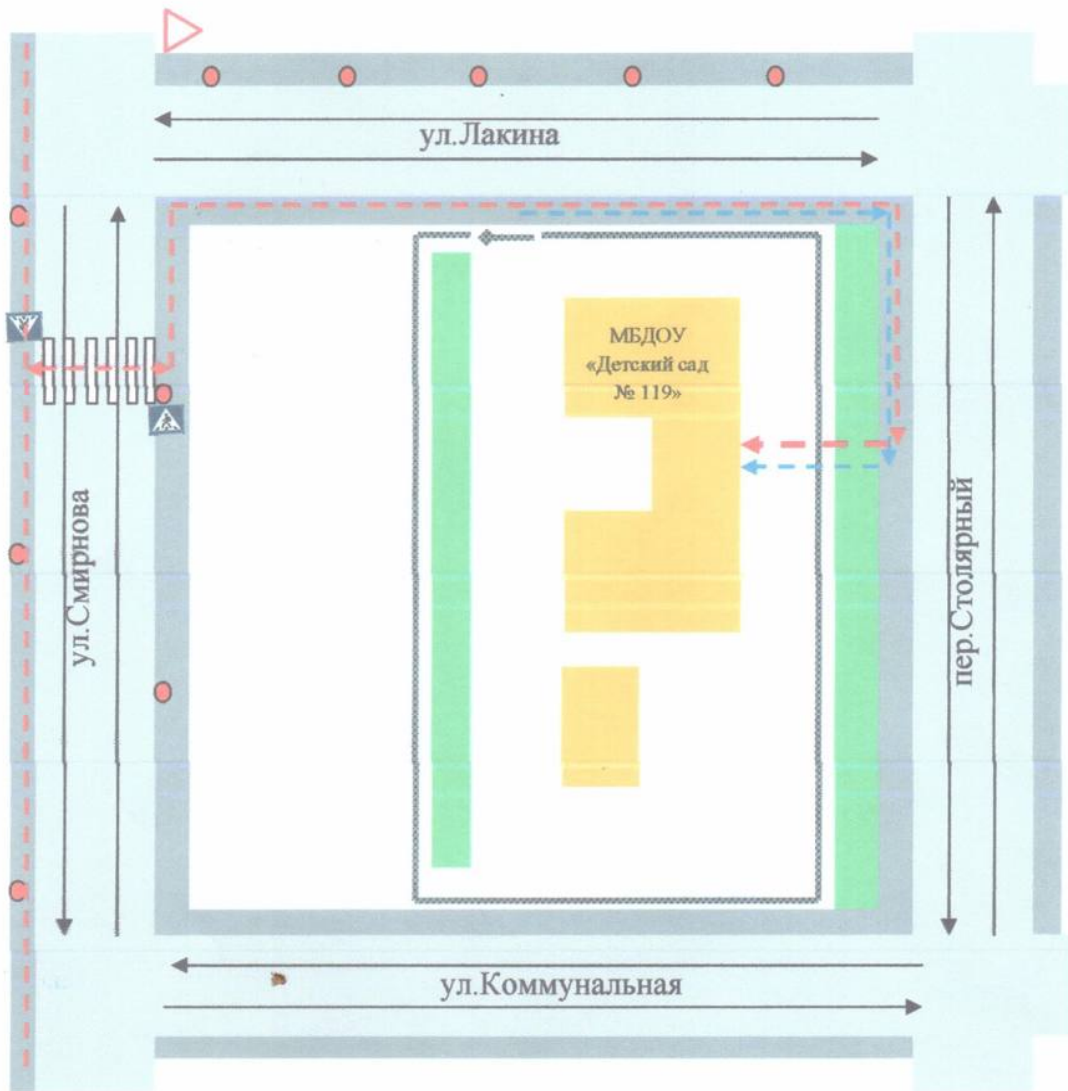 ул.Лакина
МБДОУ
«Детский сад
№ 119»
ул.Смирнова
пер.Столярный
ул.Коммунальная